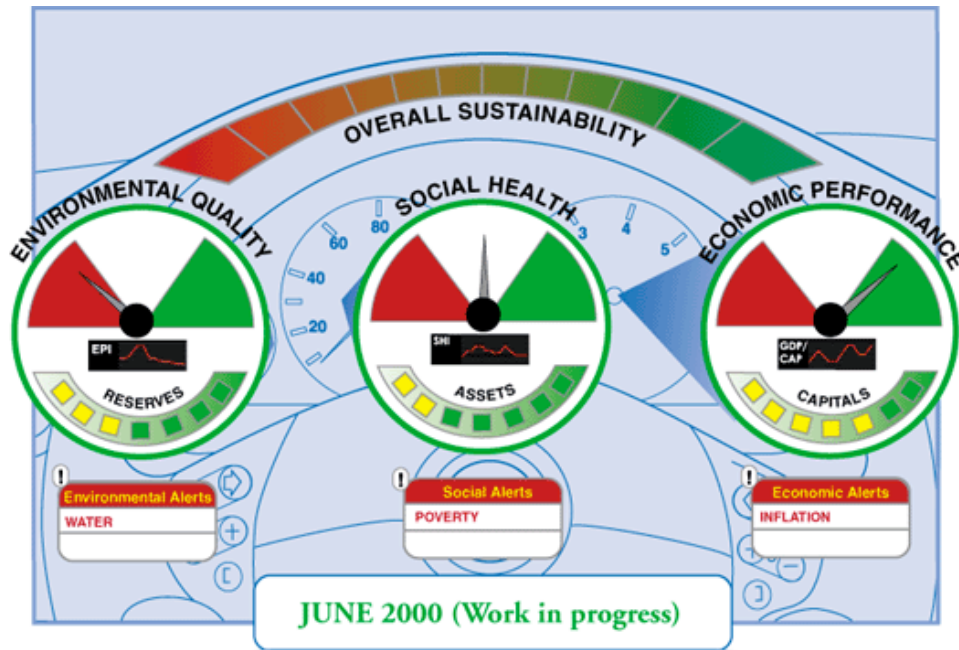 OVERALL SUSTAINABILITY
ENVIRONMENTAL QUALITY
SOCIAL HEALTH
ECONOMIC PERFORMANCE
20
40
60
80
3
4
5
EPI
RESERVES
SHI
ASSETS
GDP/
CAP
CAPITALS
!
Environmental Alerts
WATER
!
Social Alerts
POVERTY
!
Economic Alerts
INFLATION
JUNE 2000 (Work in progress)